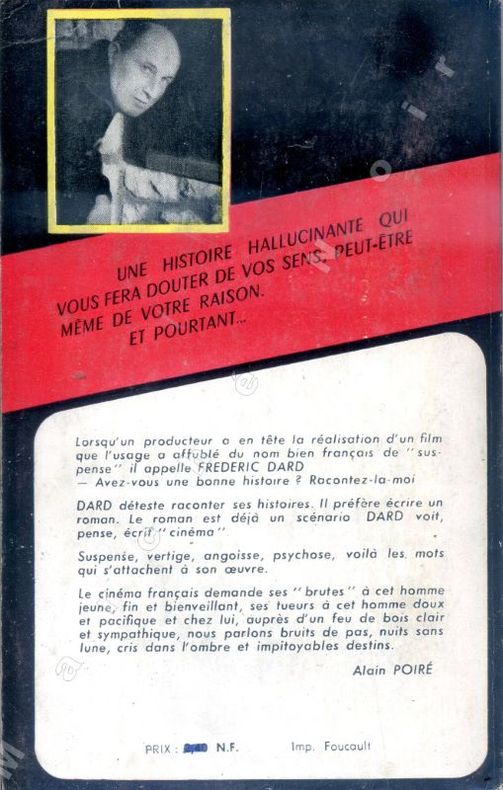 UNE HISTOIRE HALLUCINANTE QUI
VOUS FERA DOUTER DE VOS SENS; PEUT-ÊTRE
MÊME DE VOTRE RAISON.
ET POURTANT...
Lorsqu'un producteur a en tête la réalisation d'un film
que l'usage a affublé du nom bien français de "sus-
pense" il appelle FREDERIC DARD
— Avez-vous une bonne histoire ? Racontez-la-moi
DARD déteste raconter ses histoires. Il préfère écrire un
roman. Le roman est déjà un scénario DARD voit,
pense, écrit "cinéma"
Suspense, vertige, angoisse, psychose, voilà les mots
qui s'attachent à son œuvre.
Le cinéma français demande ses "brutes" à cet homme
jeune, fin et bienveillant, ses tueurs à cet homme doux
et pacifique et chez lui, auprès d'un feu de bois clair
et sympathique, nous parlons bruits de pas, nuits sans
lune, cris dans l'ombre et impitoyables destins.
Alain POIRÉ
PRIX : N.F. Imp. Foucault